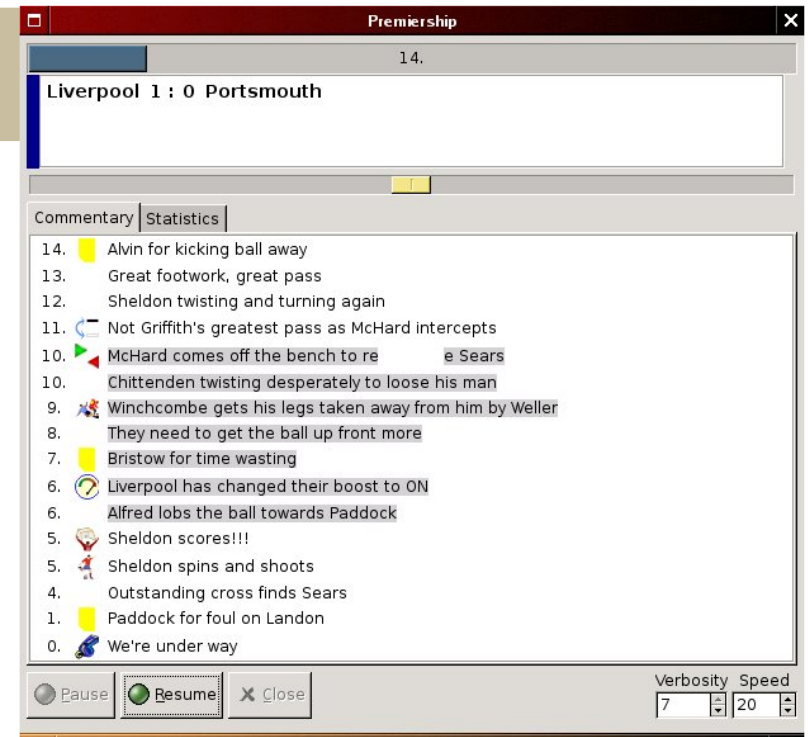 Premiership
14.
Liverpool 1 : 0 Portsmouth
Commentary Statistics
14. Alvin for kicking ball away
13. Great footwork, great pass
12. Sheldon twisting and turning again
11. Not Griffith's greatest pass as McHard intercepts
10. McHard comes off the bench to re e Sears
10. Chittenden twisting desperately to loose his man
9. Winchcombe gets his legs taken away from him by Weller
8. They need to get the ball up front more
7. Bristow for time wasting
6. Liverpool has changed their boost to ON
6. Alfred lobs the ball towards Paddock
5. Sheldon scores!!!
5. Sheldon spins and shoots
4. Outstanding cross finds Sears
1. Paddock for foul on Landon
0. We're under way
Verbosity Speed
Pause Resume Close 7 20